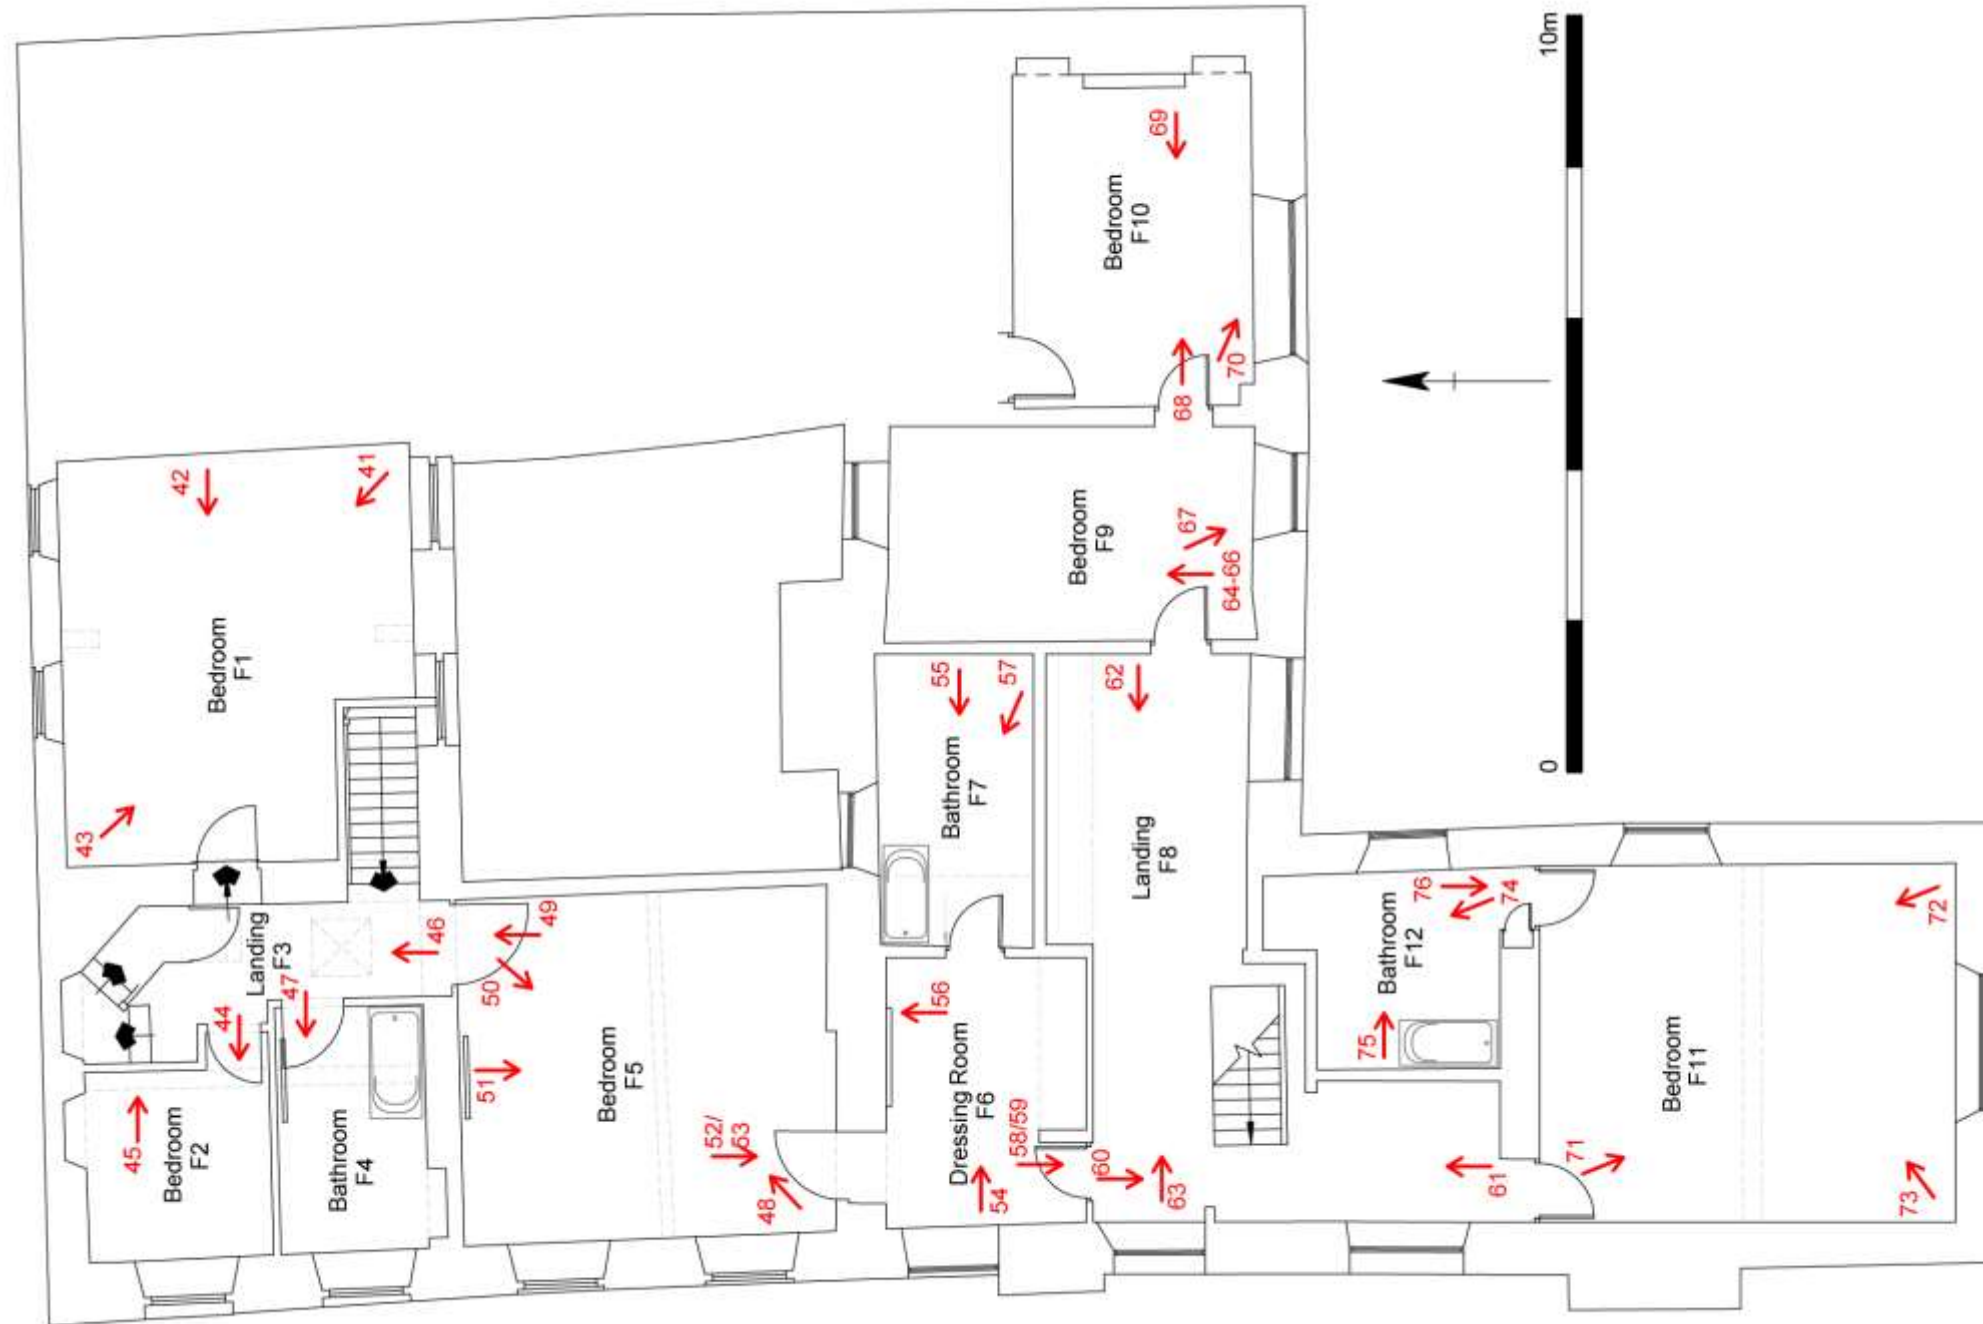 Bedroom
F1
41
42
43
Bedroom
F2
44
45
Landing
F3
46
47
Bathroom
F4
Bedroom
F5
48
49
50
51
52/
53
Dressing Room
F6
54
56
58/59
Bathroom
F7
55
57
Landing
F8
60
61
62
63
Bedroom
F9
64-66
67
Bedroom
F10
68
69
70
Bedroom
F11
71
72
73
Bathroom
F12
74
75
76
0
10m